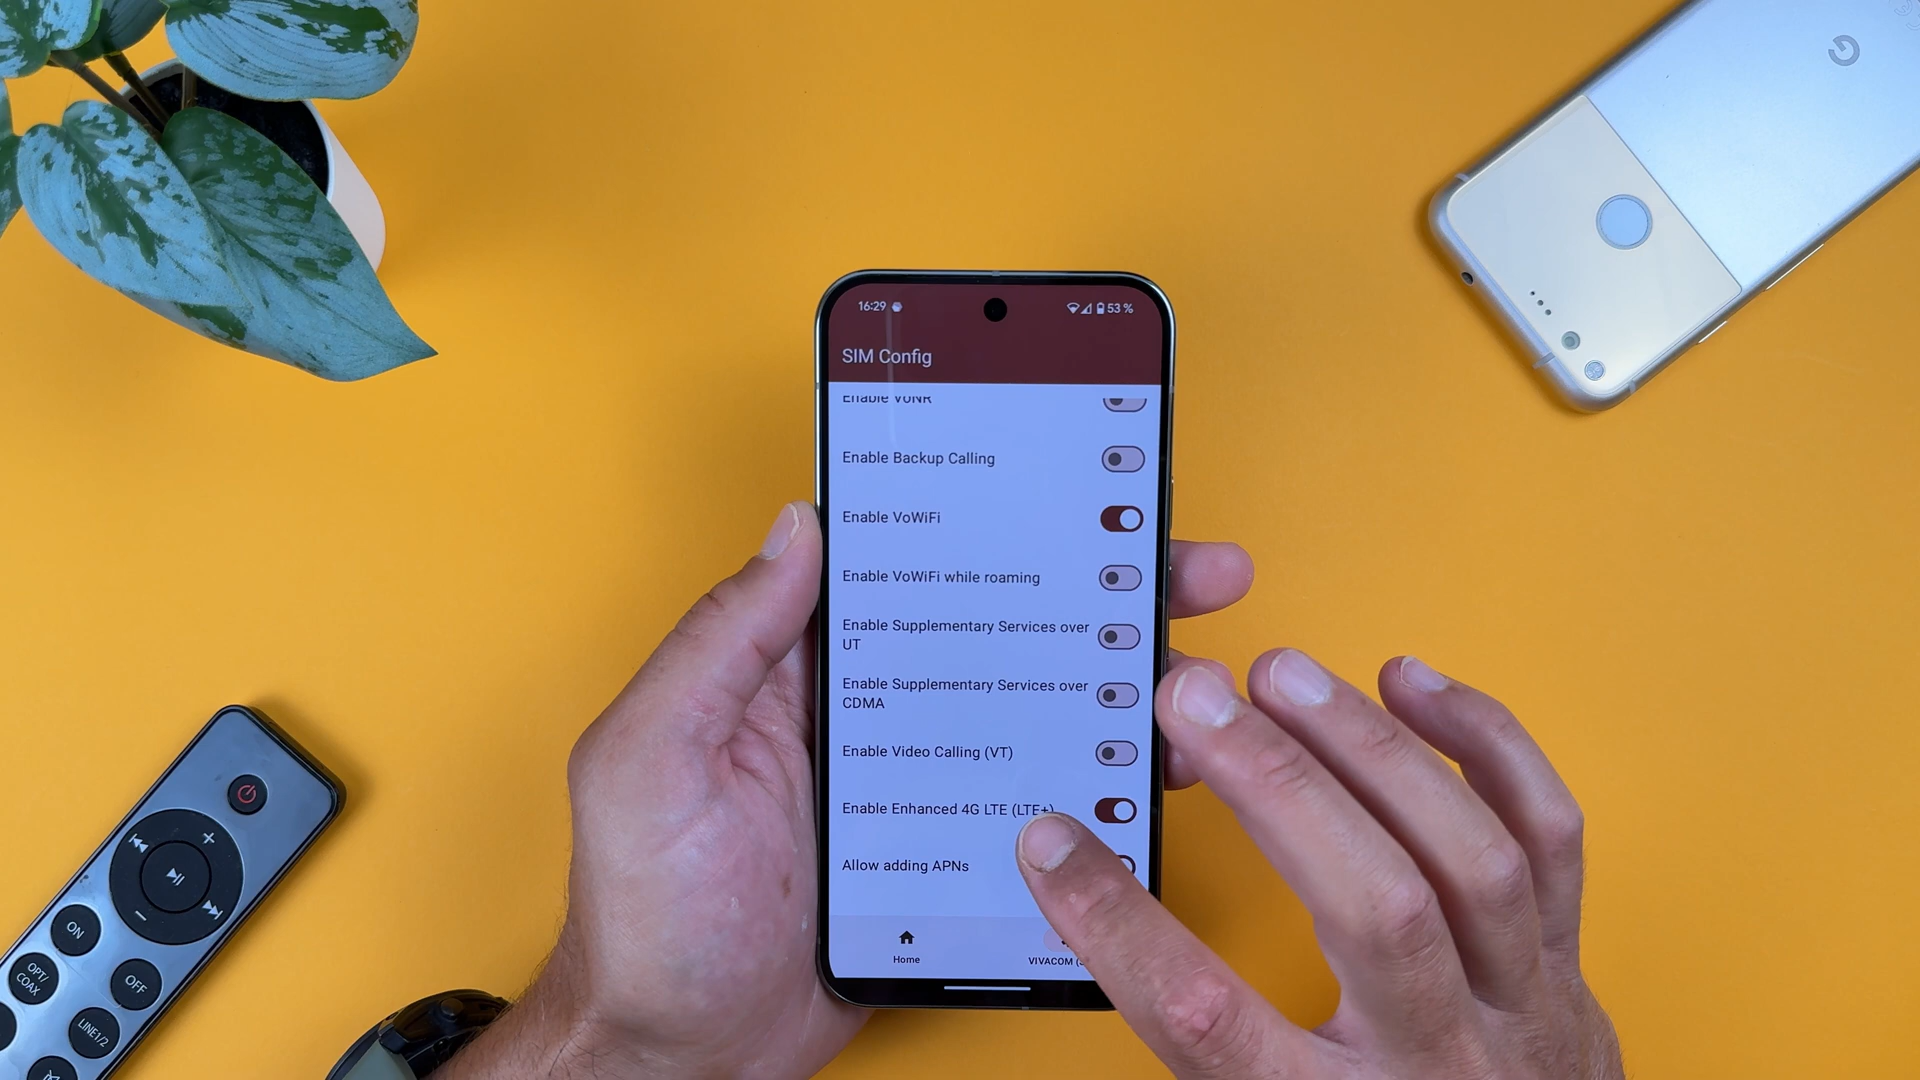 16:29
53 %
SIM Config
Enable VoNR
Enable Backup Calling
Enable VoWiFi
Enable VoWiFi while roaming
Enable Supplementary Services over
UT
Enable Supplementary Services over
CDMA
Enable Video Calling (VT)
Enable Enhanced 4G LTE (LTE+)
Allow adding APNs
Home
VIVACOM
ON
OPT/
COAX
OFF
LINE1/2